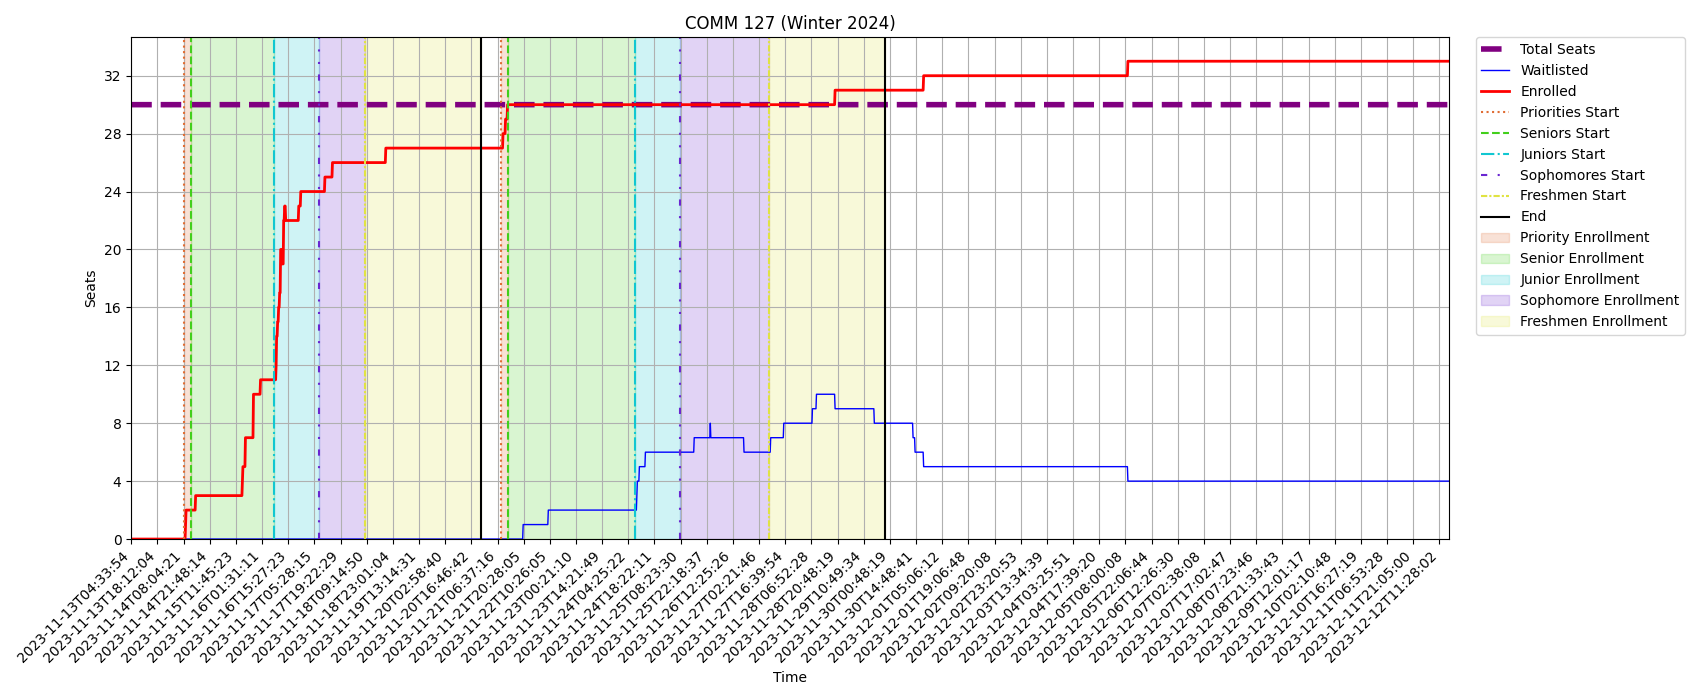 COMM 127 (Winter 2024)
Seats
32
28
24
20
16
12
8
4
0
2023-11-13T04:33:54
2023-11-13T18:12:04
2023-11-14T08:04:21
2023-11-14T21:48:14
2023-11-15T11:45:23
2023-11-16T01:31:11
2023-11-16T15:27:23
2023-11-17T05:28:15
2023-11-17T19:22:29
2023-11-18T09:14:50
2023-11-18T23:01:04
2023-11-19T13:14:31
2023-11-20T02:58:40
2023-11-20T16:46:42
2023-11-21T06:37:16
2023-11-21T20:28:05
2023-11-22T10:26:05
2023-11-23T00:21:10
2023-11-23T14:21:49
2023-11-24T04:25:22
2023-11-24T18:22:11
2023-11-25T08:23:30
2023-11-25T22:18:37
2023-11-26T12:25:26
2023-11-27T02:21:46
2023-11-27T16:39:54
2023-11-28T06:52:28
2023-11-28T20:48:19
2023-11-29T10:49:34
2023-11-30T00:48:19
2023-11-30T14:48:41
2023-12-01T05:06:12
2023-12-01T19:06:48
2023-12-02T09:20:08
2023-12-02T23:20:53
2023-12-03T13:34:39
2023-12-04T03:25:51
2023-12-04T17:39:20
2023-12-05T08:00:08
2023-12-05T22:06:44
2023-12-06T12:26:30
2023-12-07T02:38:08
2023-12-07T17:02:47
2023-12-08T07:23:46
2023-12-08T21:33:43
2023-12-09T12:01:17
2023-12-10T02:10:48
2023-12-10T16:27:19
2023-12-11T06:53:28
2023-12-11T21:05:00
2023-12-12T11:28:02
Time
Total Seats
Waitlisted
Enrolled
Priorities Start
Seniors Start
Juniors Start
Sophomores Start
Freshmen Start
End
Priority Enrollment
Senior Enrollment
Junior Enrollment
Sophomore Enrollment
Freshmen Enrollment